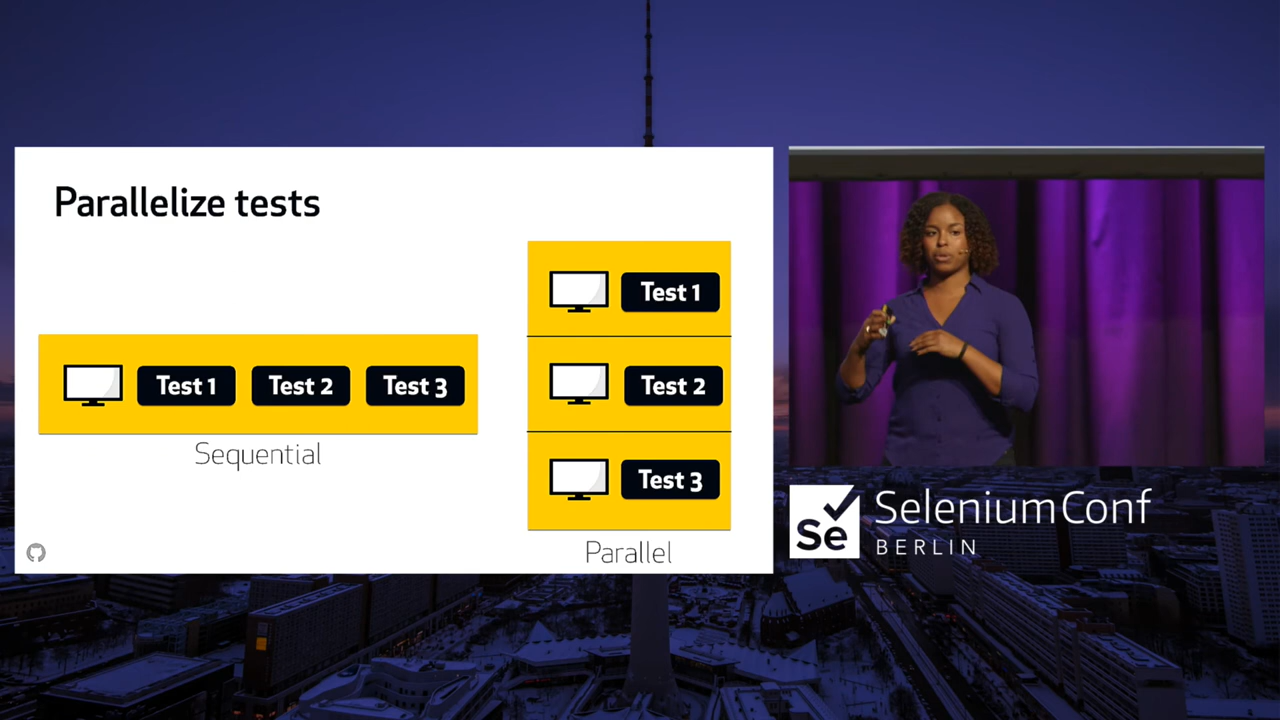 Parallelize tests
Test 1 Test 2 Test 3
Sequential
Test 1
Test 2
Test 3
Parallel
Se
SeleniumConf
BERLIN